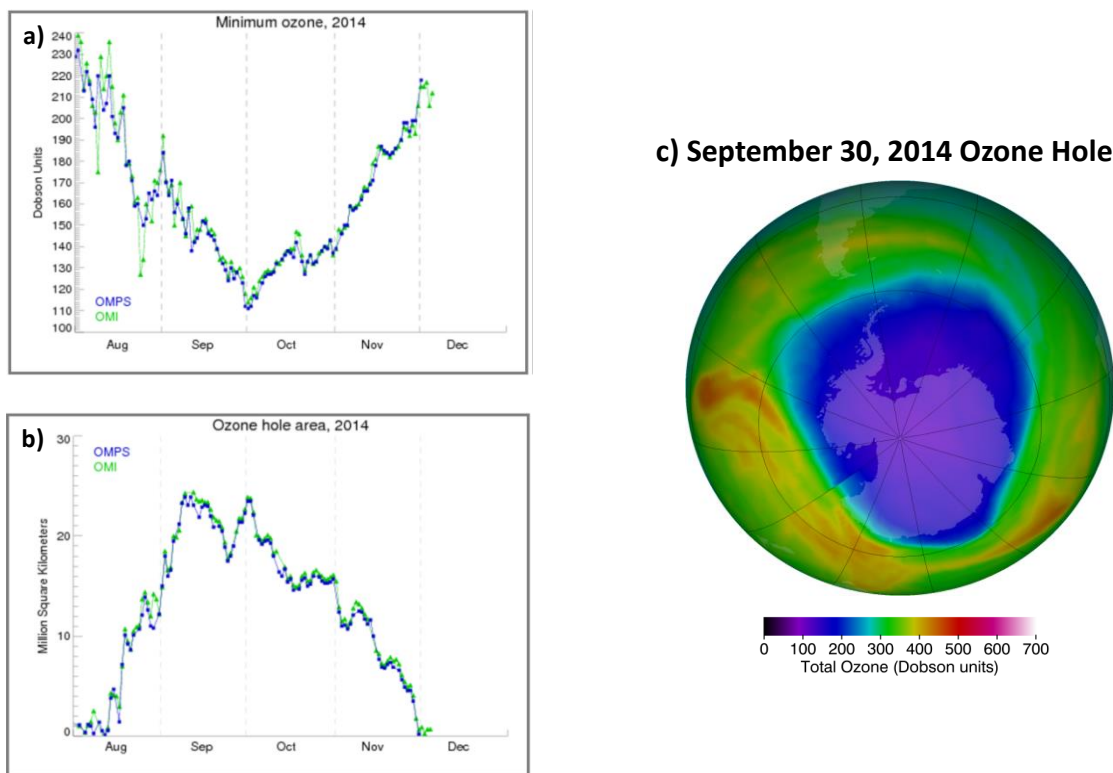 a)
Minimum ozone, 2014
240
230
220
210
200
190
180
170
160
150
140
130
120
110
100
Dobson Units
OMPS
OMI
Aug Sep Oct Nov Dec
b)
Ozone hole area, 2014
30
20
10
0
Million Square Kilometers
OMPS
OMI
Aug Sep Oct Nov Dec
c) September 30, 2014 Ozone Hole
0 100 200 300 400 500 600 700
Total Ozone (Dobson units)